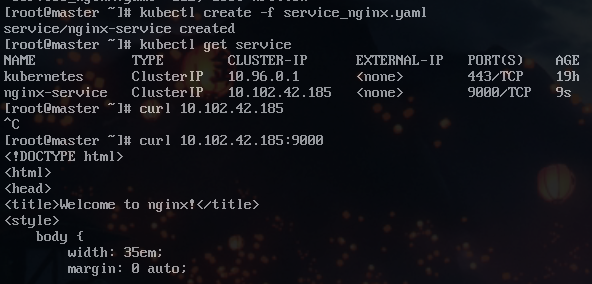 [root@master ~]# kubectl create -f service_nginx.yaml
service/nginx-service created
[root@master ~]# kubectl get service
NAME TYPE CLUSTER-IP EXTERNAL-IP PORT(S) AGE
kubernetes ClusterIP 10.96.0.1 <none> 443/TCP 19h
nginx-service ClusterIP 10.102.42.185 <none> 9000/TCP 9s
[root@master ~]# curl 10.102.42.185
^C
[root@master ~]# curl 10.102.42.185:9000
<!DOCTYPE html>
<html>
<head>
<title>Welcome to nginx!</title>
<style>
body {
width: 35em;
margin: 0 auto;